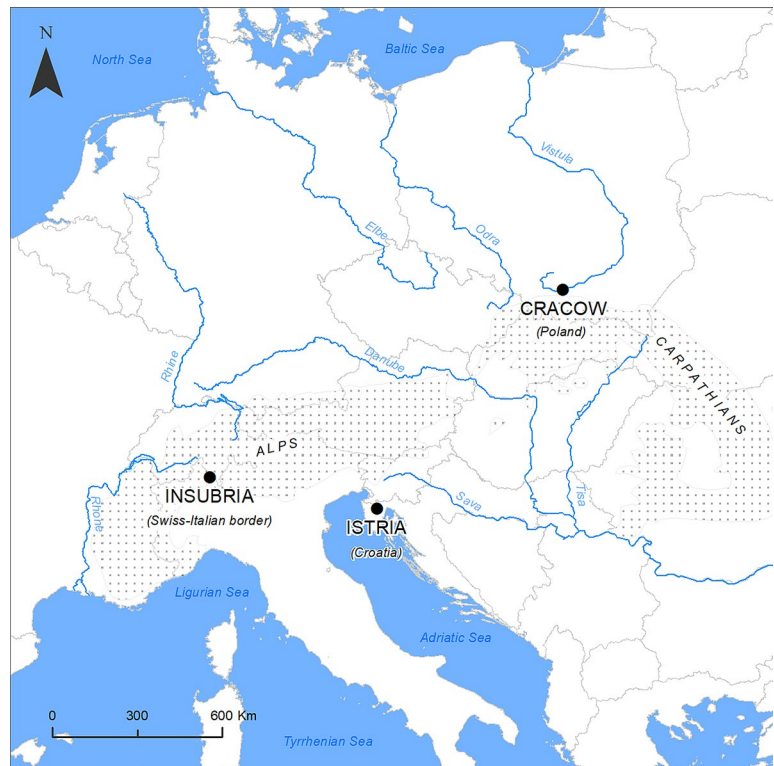 N
North Sea
Baltic Sea
Vistula
Elbe
Odra
CRACOW
(Poland)
Rhine
Danube
CARPATHIANS
ALPS
INSUBRIA
(Swiss-Italian border)
Rhone
Sava
Tisa
ISTRIA
(Croatia)
Ligurian Sea
Adriatic Sea
0 300 600 Km
Tyrrhenian Sea